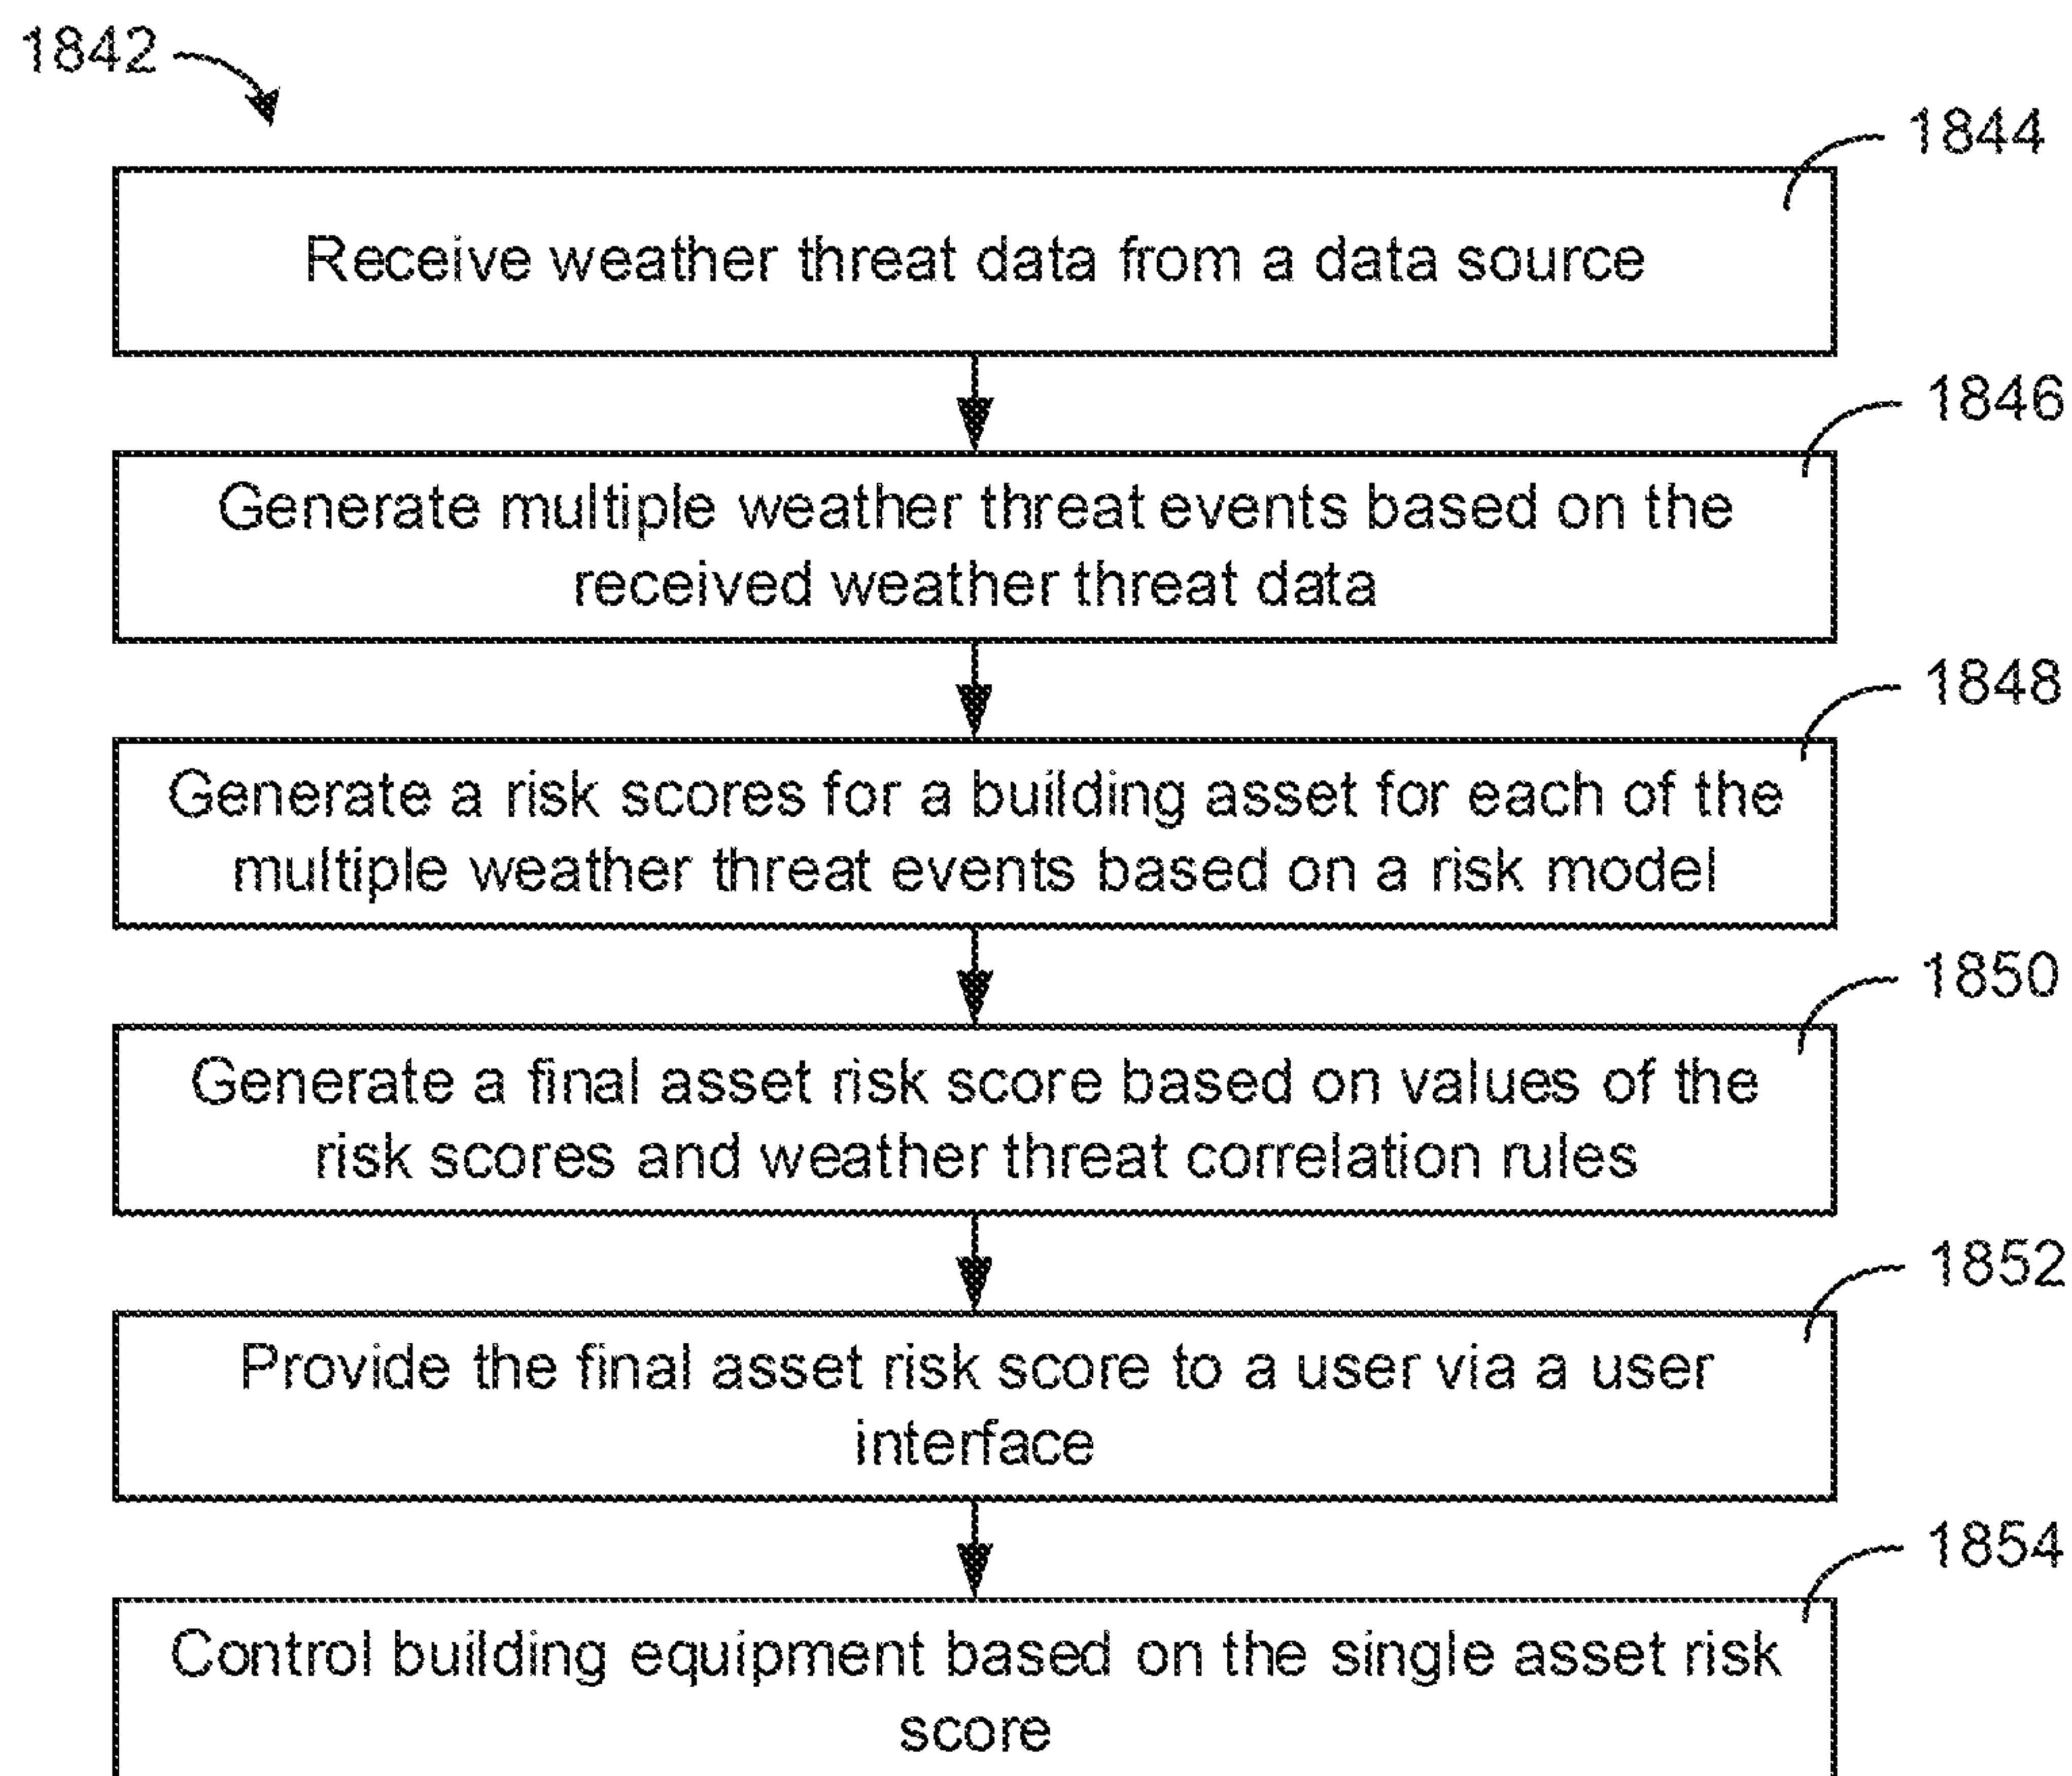 1842
1844
Receive weather threat data from a data source
1846
Generate multiple weather threat events based on the
received weather threat data
1848
Generate a risk scores for a building asset for each of the
multiple weather threat events based on a risk model
1850
Generate a final asset risk score based on values of the
risk scores and weather threat correlation rules
1852
Provide the final asset risk score to a user via a user
interface
1854
Control building equipment based on the single asset risk
score